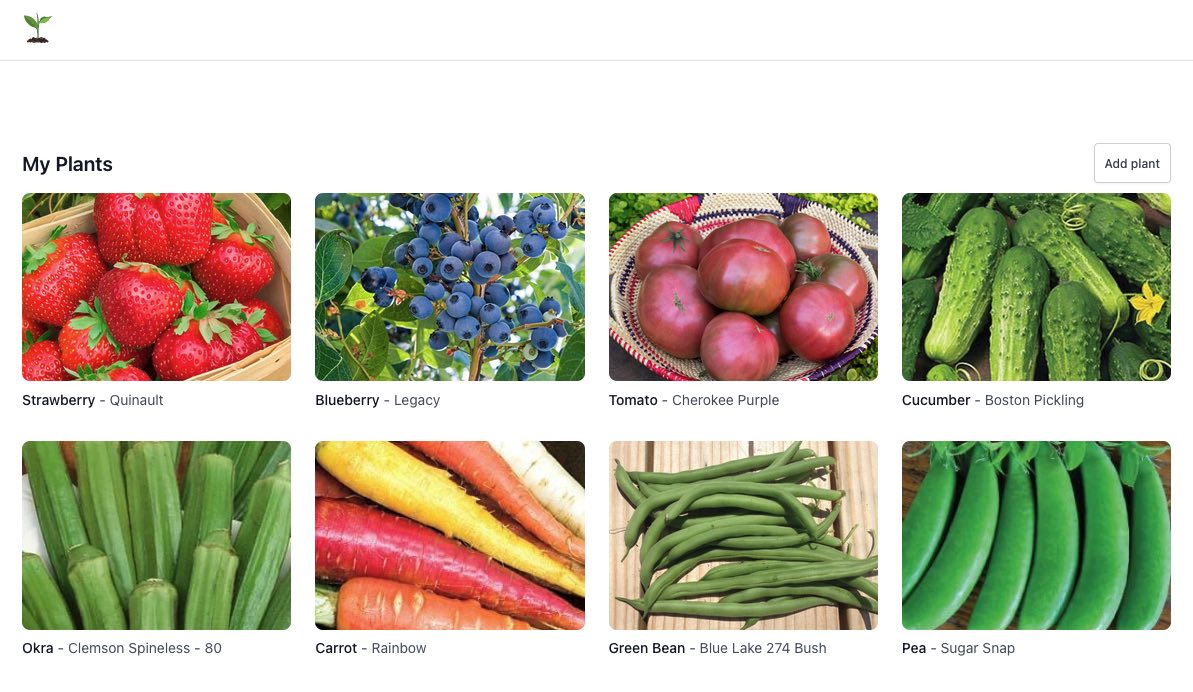 My Plants
Add plant
Strawberry - Quinault
Blueberry - Legacy
Tomato - Cherokee Purple
Cucumber - Boston Pickling
Okra - Clemson Spineless - 80
Carrot - Rainbow
Green Bean - Blue Lake 274 Bush
Pea - Sugar Snap